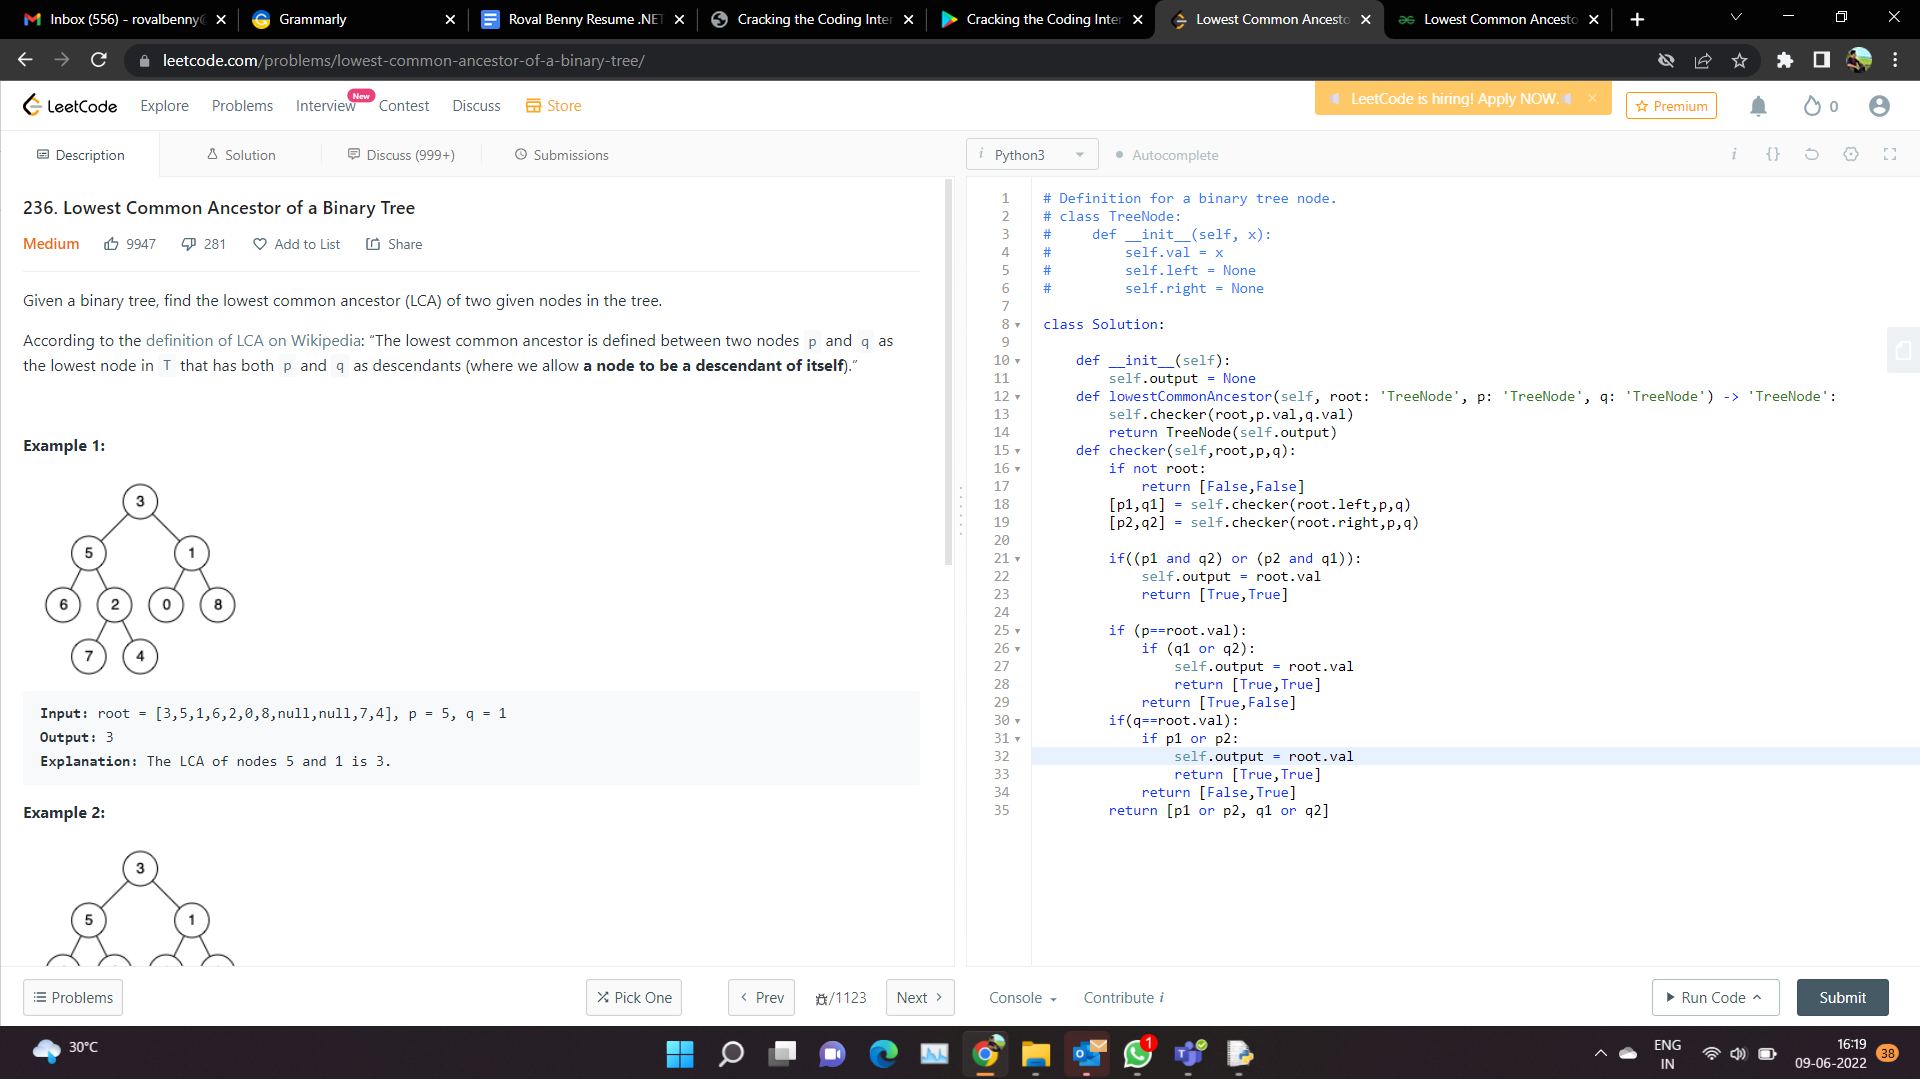 Inbox (556) - rovalbenny@
Grammarly
Roval Benny Resume .NET
Cracking the Coding Inter
Cracking the Coding Inter
Lowest Common Ancesto
Lowest Common Ancesto
leetcode.com/problems/lowest-common-ancestor-of-a-binary-tree/
LeetCode
Explore
Problems
Interview
New
Contest
Discuss
Store
LeetCode is hiring! Apply NOW.
Premium
0
Description
Solution
Discuss (999+)
Submissions
i Python3
Autocomplete
i {}
236. Lowest Common Ancestor of a Binary Tree
Medium 9947 281 Add to List Share
Given a binary tree, find the lowest common ancestor (LCA) of two given nodes in the tree.
According to the definition of LCA on Wikipedia: “The lowest common ancestor is defined between two nodes p and q as
the lowest node in T that has both p and q as descendants (where we allow a node to be a descendant of itself).”
Example 1:
3
5 1
6 2 0 8
7 4
Input: root = [3,5,1,6,2,0,8,null,null,7,4], p = 5, q = 1
Output: 3
Explanation: The LCA of nodes 5 and 1 is 3.
Example 2:
3
5 1
1 # Definition for a binary tree node.
2 # class TreeNode:
3 #     def __init__(self, x):
4 #         self.val = x
5 #         self.left = None
6 #         self.right = None
7
8 class Solution:
9
10     def __init__(self):
11         self.output = None
12     def lowestCommonAncestor(self, root: 'TreeNode', p: 'TreeNode', q: 'TreeNode') -> 'TreeNode':
13         self.checker(root,p.val,q.val)
14         return TreeNode(self.output)
15     def checker(self,root,p,q):
16         if not root:
17             return [False,False]
18         [p1,q1] = self.checker(root.left,p,q)
19         [p2,q2] = self.checker(root.right,p,q)
20
21         if((p1 and q2) or (p2 and q1)):
22             self.output = root.val
23             return [True,True]
24
25         if (p==root.val):
26             if (q1 or q2):
27                 self.output = root.val
28                 return [True,True]
29             return [True,False]
30         if(q==root.val):
31             if p1 or p2:
32                 self.output = root.val
33                 return [True,True]
34             return [False,True]
35         return [p1 or p2, q1 or q2]
Problems
Pick One
Prev
/1123
Next
Console
Contribute i
Run Code
Submit
30°C
1
ENG
IN
16:19
09-06-2022
38